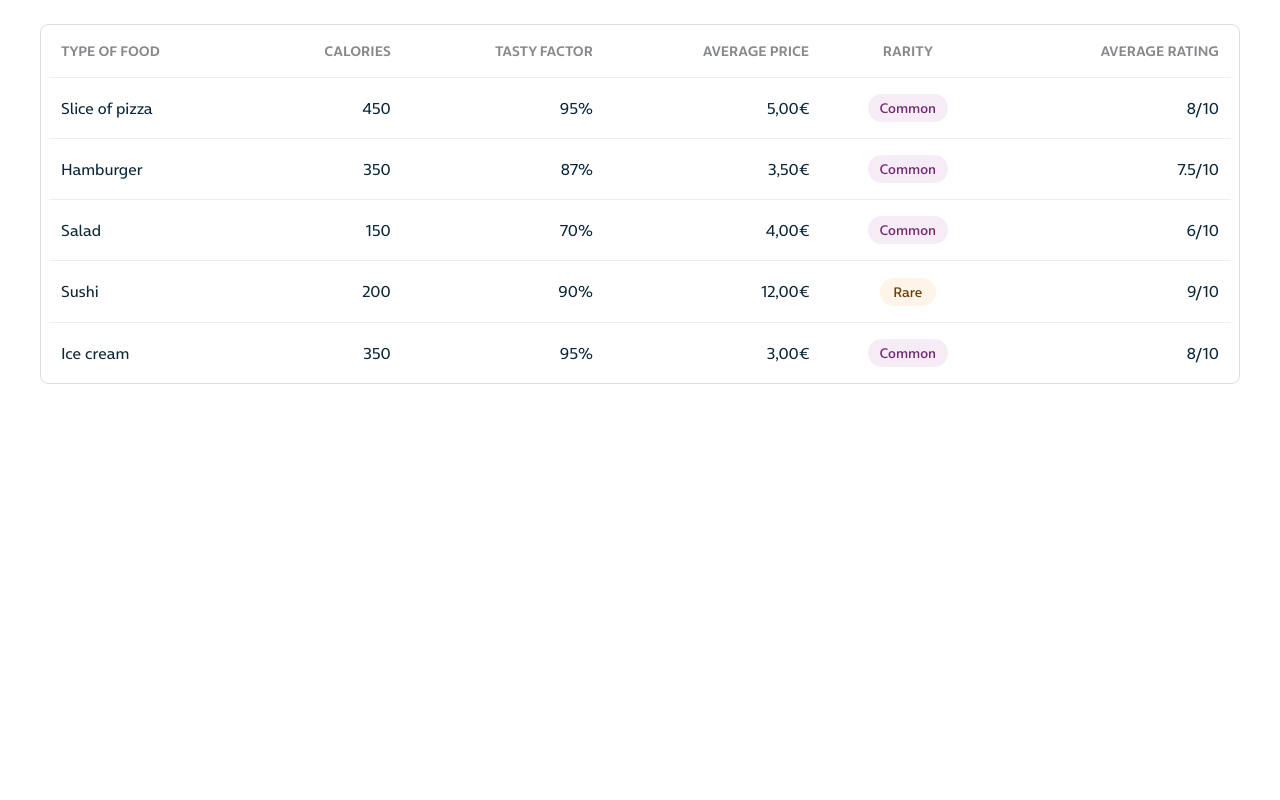 TYPE OF FOOD CALORIES TASTY FACTOR AVERAGE PRICE RARITY AVERAGE RATING
Slice of pizza 450 95% 5,00€ Common 8/10
Hamburger 350 87% 3,50€ Common 7.5/10
Salad 150 70% 4,00€ Common 6/10
Sushi 200 90% 12,00€ Rare 9/10
Ice cream 350 95% 3,00€ Common 8/10